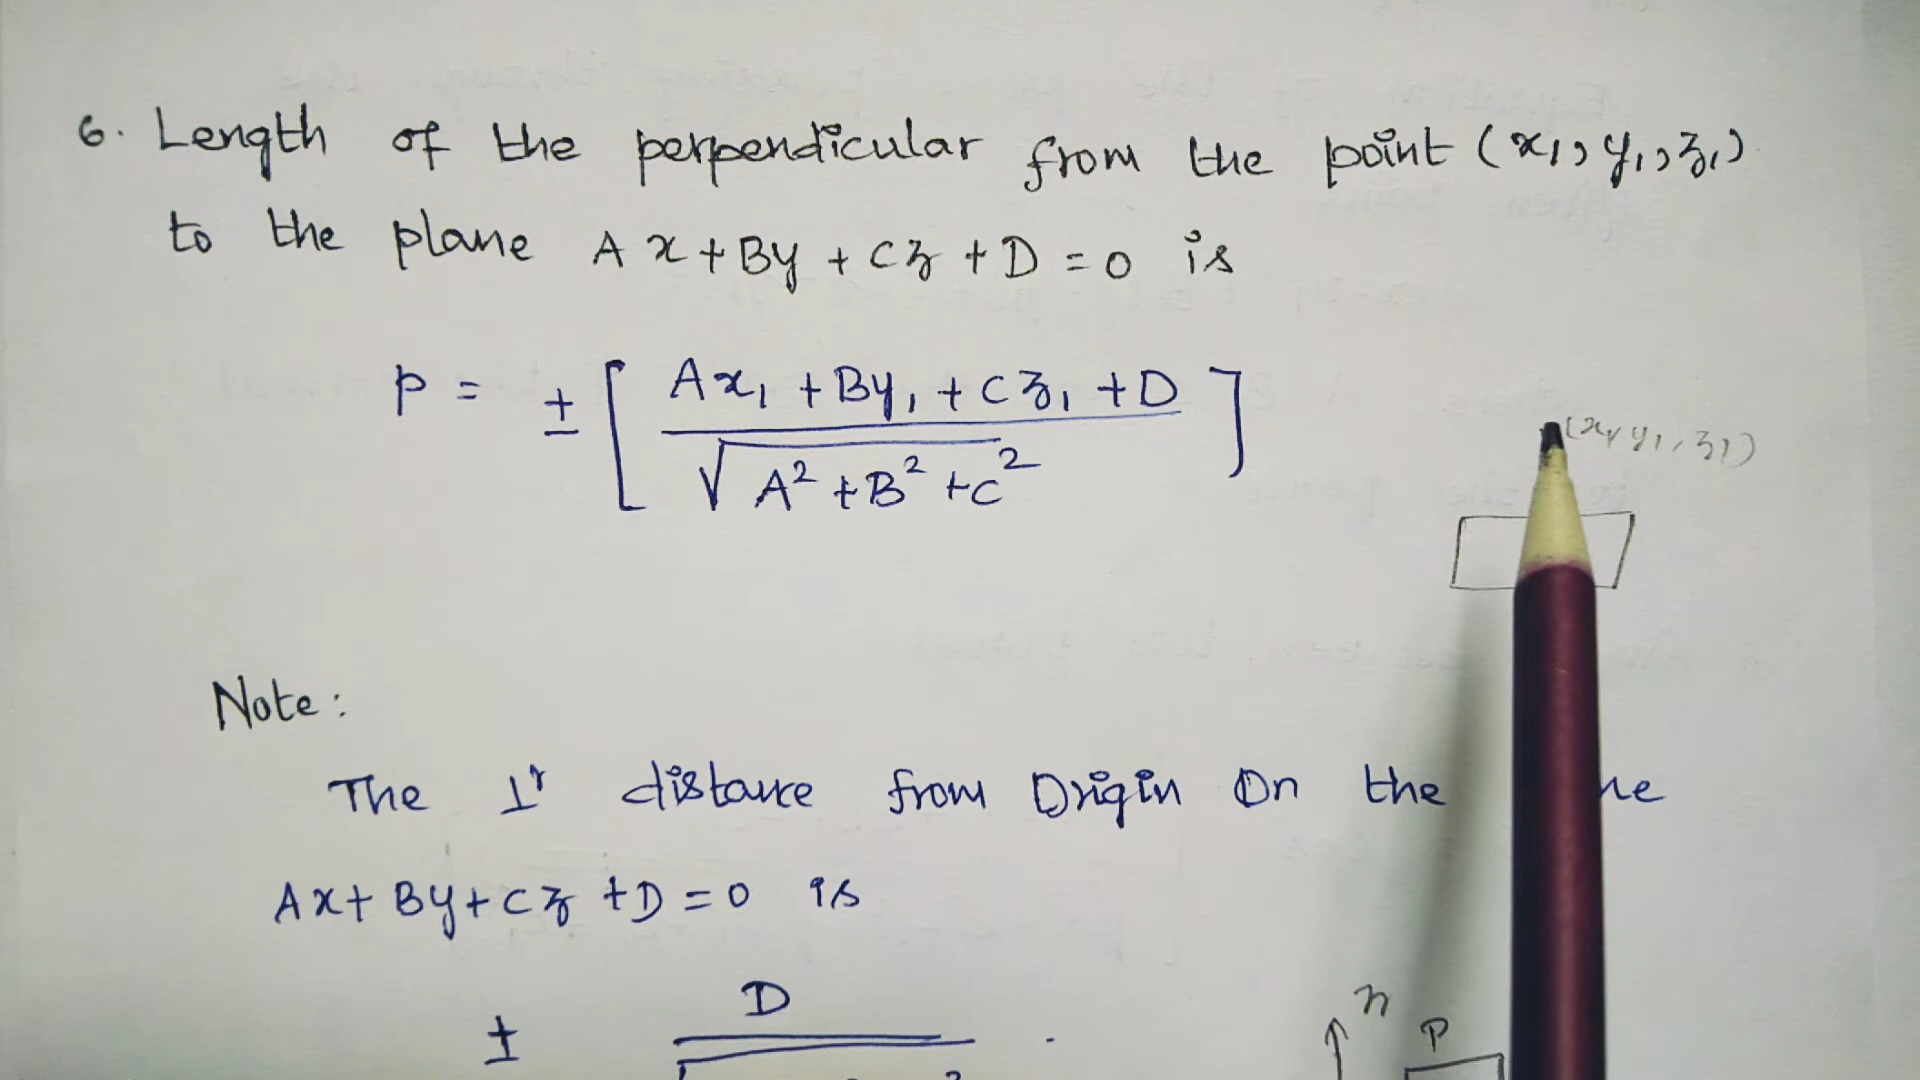 6. Length of the perpendicular from the point (x₁, y₁, z₁)
to the plane Ax + By + Cz + D = 0 is
p = ± [ Ax₁ + By₁ + Cz₁ + D / √A² + B² + C² ]
(x₁, y₁, z₁)
Note:
The ⊥r distance from Origin On the
Ax + By + Cz + D = 0 is
± D
n
P